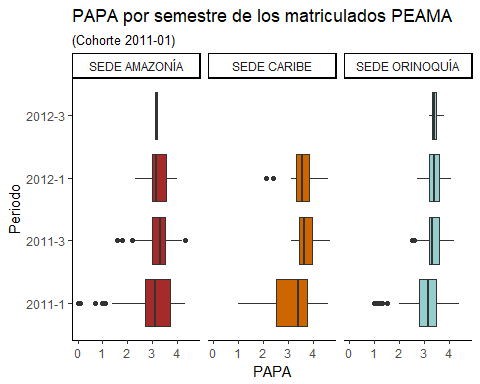 PAPA por semestre de los matriculados PEAMA
(Cohorte 2011-01)
SEDE AMAZONÍA SEDE CARIBE SEDE ORINOQUÍA
2012-3
2012-1
2011-3
2011-1
Periodo
0 1 2 3 4 0 1 2 3 4 0 1 2 3 4
PAPA